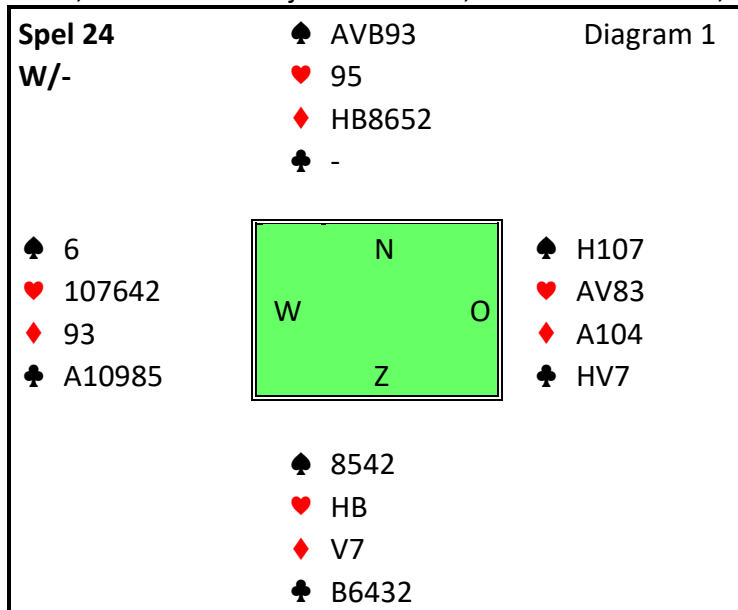 Spel 24 ♠ AVB93 Diagram 1
W/- ♥ 95
♦ HB8652
♣ -
♠ 6 N ♠ H107
♥ 107642 ♥ AV83
W O
♦ 93 ♦ A104
♣ A10985 Z ♣ HV7
♠ 8542
♥ HB
♦ V7
♣ B6432